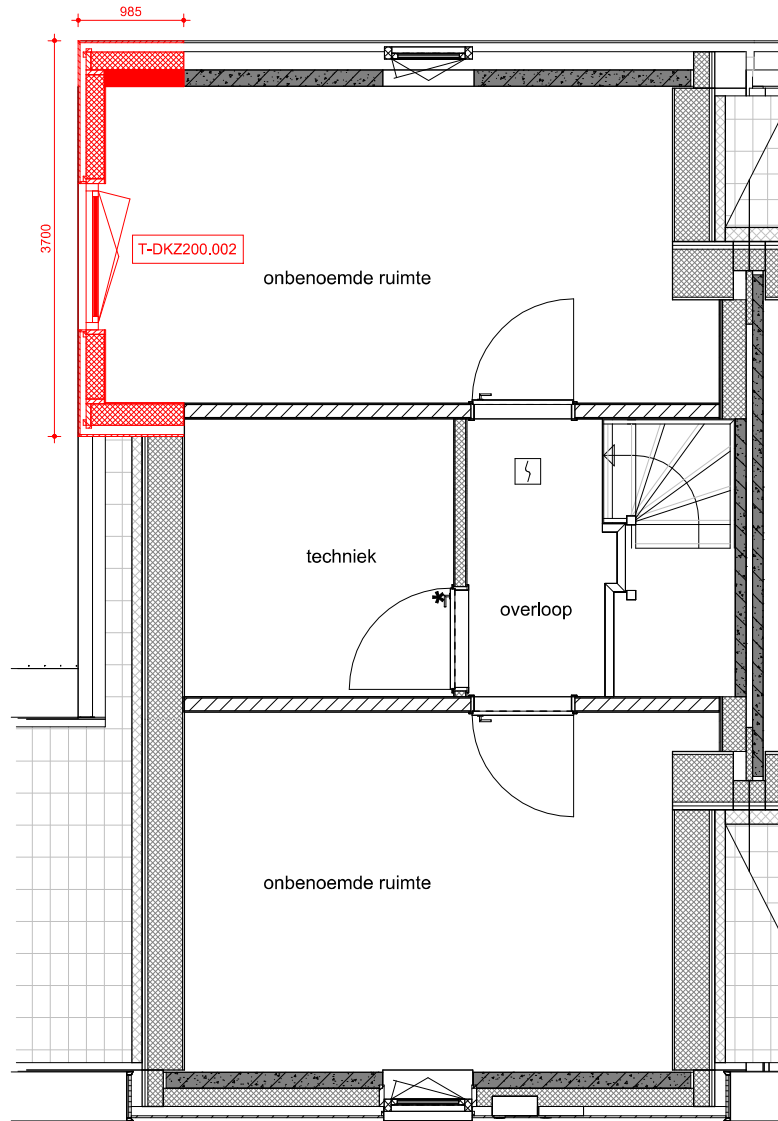 985
3700
T-DKZ200.002
onbenoemde ruimte
techniek
overloop
onbenoemde ruimte